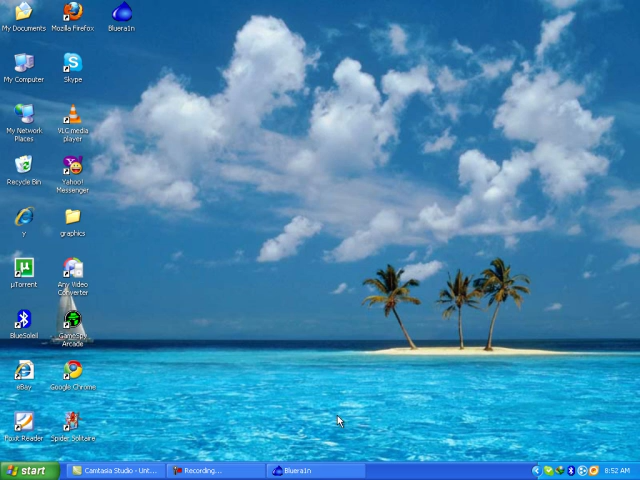 My Documents
Mozilla Firefox
Bluera1n
My Computer
Skype
My Network
Places
VLC media
player
Recycle Bin
Yahoo!
Messenger
y
graphics
µTorrent
Any Video
Converter
BlueSoleil
GameSpy
Arcade
eBay
Google Chrome
Foxit Reader
Spider Solitaire
start
Camtasia Studio - Unt...
Recording...
Bluera1n
8:52 AM